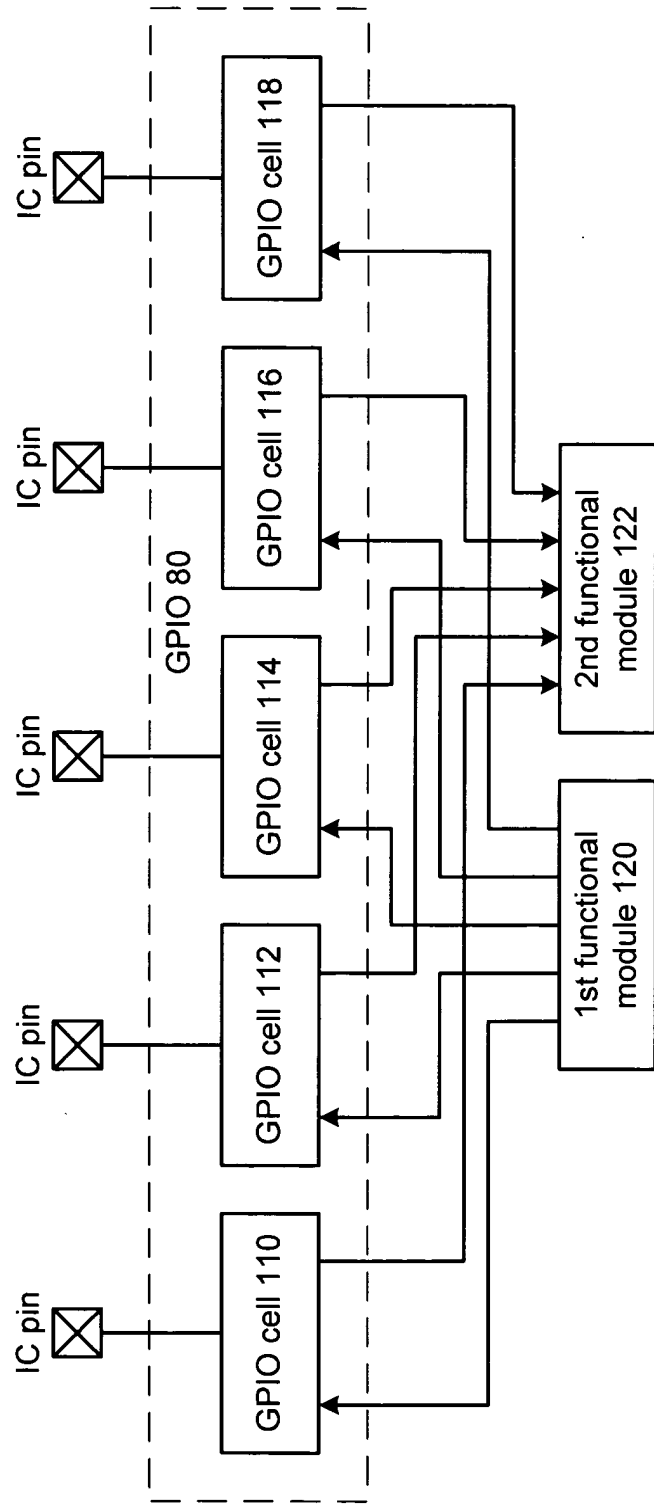 IC pin
IC pin
IC pin
IC pin
IC pin
GPIO 80
GPIO cell 110
GPIO cell 112
GPIO cell 114
GPIO cell 116
GPIO cell 118
1st functional
module 120
2nd functional
module 122